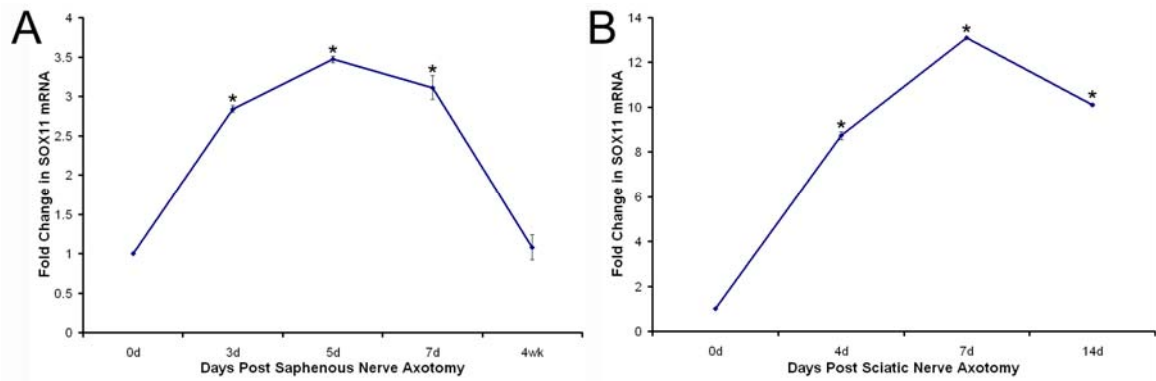 A
Fold Change in SOX11 mRNA
4
3.5
3
2.5
2
1.5
1
0.5
0
*
*
*
0d
3d
5d
7d
4wk
Days Post Saphenous Nerve Axotomy
B
Fold Change in SOX11 mRNA
14
12
10
8
6
4
2
0
*
*
*
0d
4d
7d
14d
Days Post Sciatic Nerve Axotomy